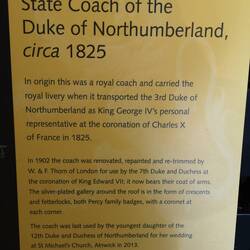 State Coach of the
Duke of Northumberland,
circa 1825
In origin this was a royal coach and carried the
royal livery when it transported the 3rd Duke of
Northumberland as King George IV's personal
representative at the coronation of Charles X
of France in 1825.
In 1902 the coach was renovated, repainted and re-trimmed by
W. & F. Thorn of London for use by the 7th Duke and Duchess at
the coronation of King Edward VII; it now bears their coat of arms.
The silver-plated gallery around the roof is in the form of crescents
and fetterlocks, both Percy family badges, with a coronet at
each corner.
The coach was last used by the youngest daughter of the
12th Duke and Duchess of Northumberland for her wedding
at St Michael's Church, Alnwick in 2013.